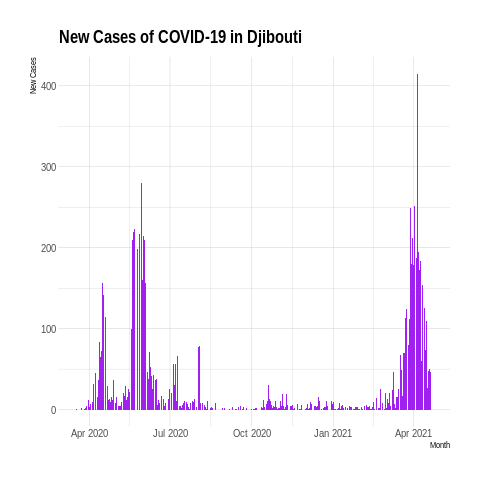 New Cases of COVID-19 in Djibouti
New Cases
400
300
200
100
0
Apr 2020 Jul 2020 Oct 2020 Jan 2021 Apr 2021
Month